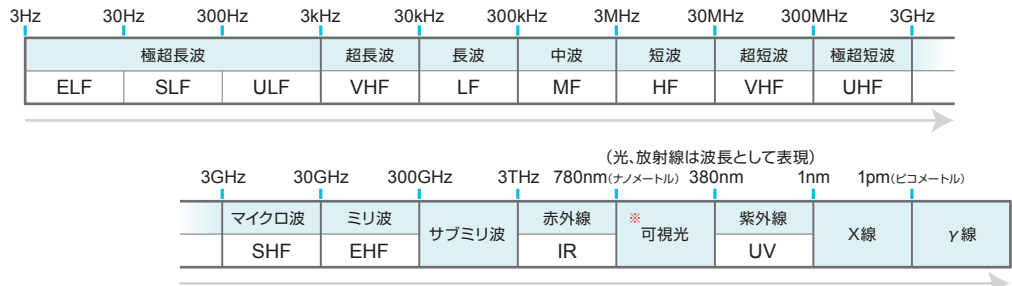 3Hz 30Hz 300Hz 3kHz 30kHz 300kHz 3MHz 30MHz 300MHz 3GHz
極超長波 超長波 長波 中波 短波 超短波 極超短波
ELF SLF ULF VHF LF MF HF VHF UHF
(光、放射線は波長として表現)
3GHz 30GHz 300GHz 3THz 780nm(ナノメートル) 380nm 1nm 1pm(ピコメートル)
マイクロ波 ミリ波 サブミリ波 赤外線 ※可視光 紫外線 X線 γ線
SHF EHF IR UV